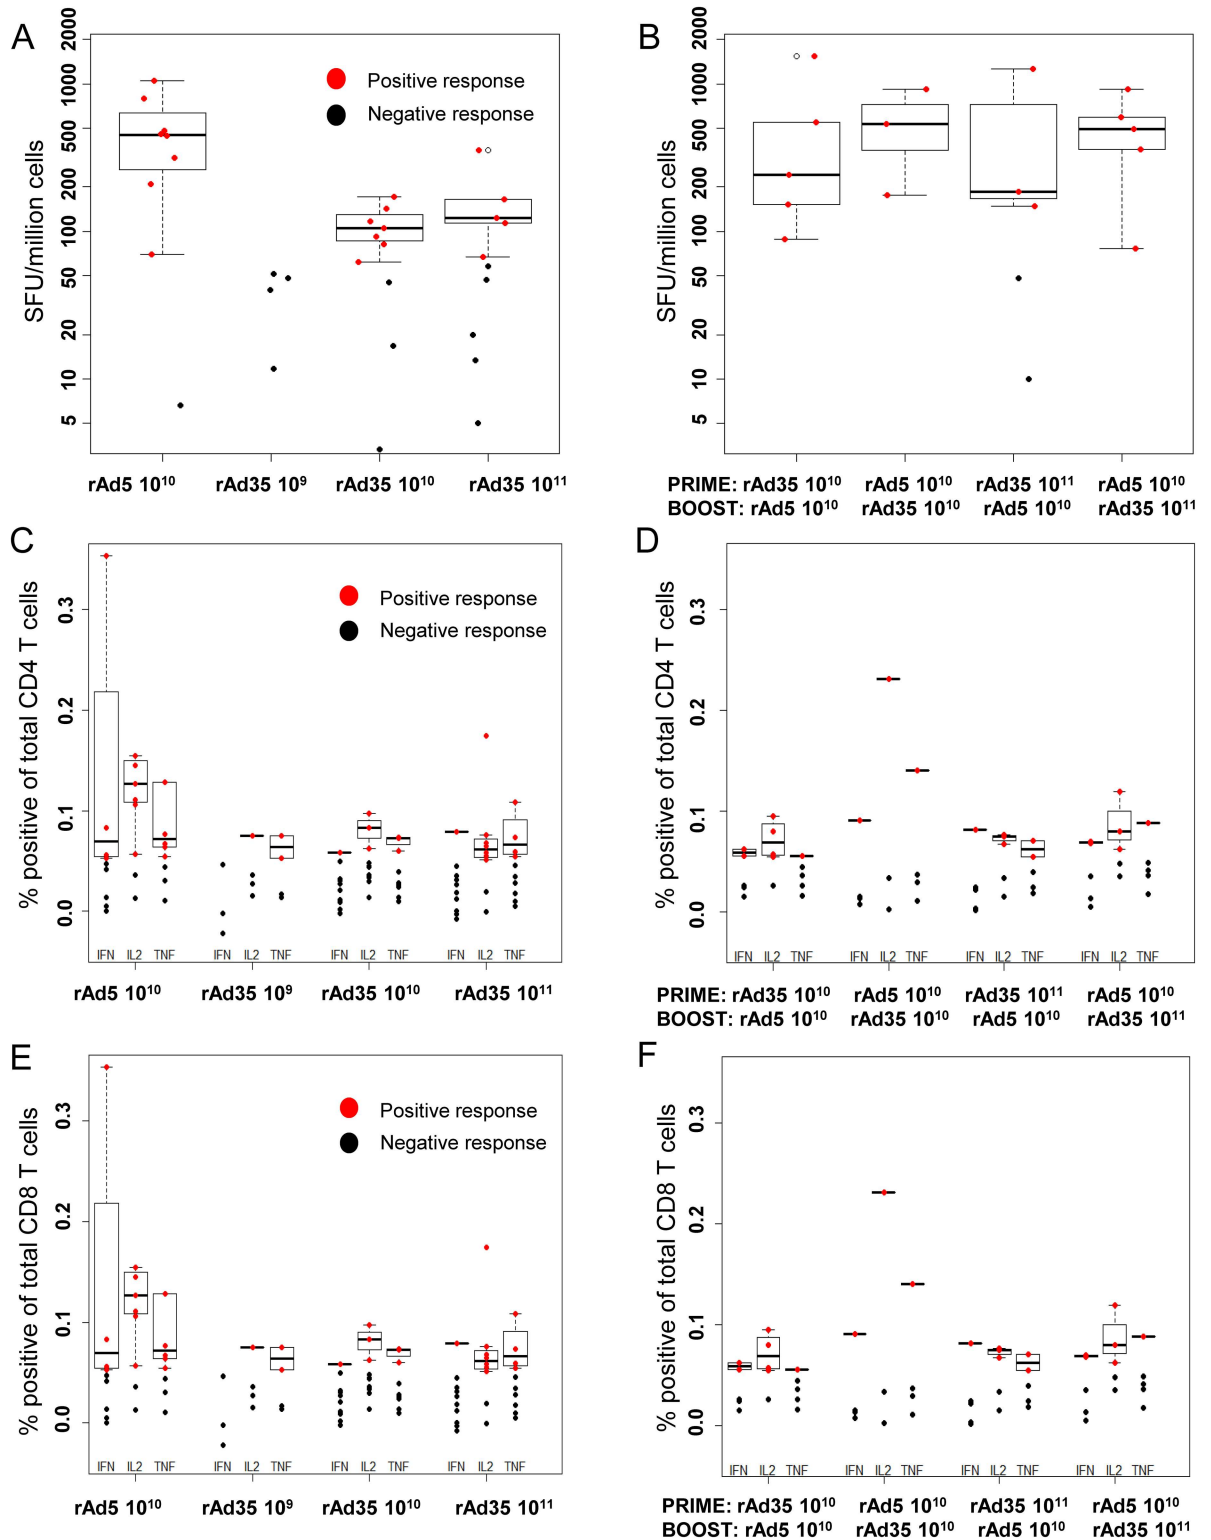 A
SFU/million cells
2000
1000
500
200
100
50
20
10
5
Positive response
Negative response
rAd5 10¹⁰ rAd35 10⁹ rAd35 10¹⁰ rAd35 10¹¹
B
SFU/million cells
2000
1000
500
200
100
50
20
10
5
PRIME: rAd35 10¹⁰ rAd5 10¹⁰ rAd35 10¹¹ rAd5 10¹⁰
BOOST: rAd5 10¹⁰ rAd35 10¹⁰ rAd5 10¹⁰ rAd35 10¹¹
C
% positive of total CD4 T cells
0.3
0.2
0.1
0.0
Positive response
Negative response
IFN IL2 TNF IFN IL2 TNF IFN IL2 TNF IFN IL2 TNF
rAd5 10¹⁰ rAd35 10⁹ rAd35 10¹⁰ rAd35 10¹¹
D
% positive of total CD4 T cells
0.3
0.2
0.1
0.0
IFN IL2 TNF IFN IL2 TNF IFN IL2 TNF IFN IL2 TNF
PRIME: rAd35 10¹⁰ rAd5 10¹⁰ rAd35 10¹¹ rAd5 10¹⁰
BOOST: rAd5 10¹⁰ rAd35 10¹⁰ rAd5 10¹⁰ rAd35 10¹¹
E
% positive of total CD8 T cells
0.3
0.2
0.1
0.0
Positive response
Negative response
IFN IL2 TNF IFN IL2 TNF IFN IL2 TNF IFN IL2 TNF
rAd5 10¹⁰ rAd35 10⁹ rAd35 10¹⁰ rAd35 10¹¹
F
% positive of total CD8 T cells
0.3
0.2
0.1
0.0
IFN IL2 TNF IFN IL2 TNF IFN IL2 TNF IFN IL2 TNF
PRIME: rAd35 10¹⁰ rAd5 10¹⁰ rAd35 10¹¹ rAd5 10¹⁰
BOOST: rAd5 10¹⁰ rAd35 10¹⁰ rAd5 10¹⁰ rAd35 10¹¹